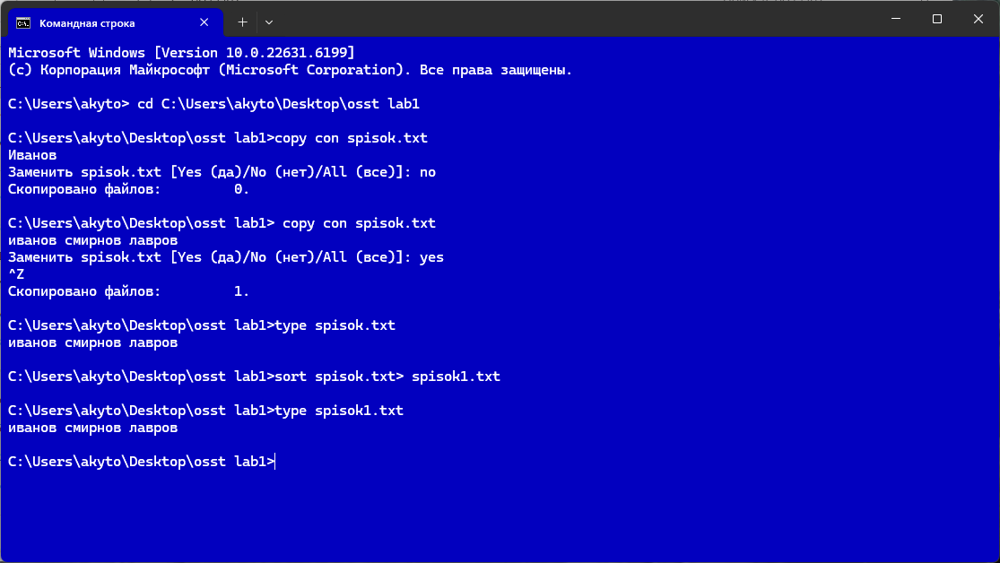 Командная строка
Microsoft Windows [Version 10.0.22631.6199]
(c) Корпорация Майкрософт (Microsoft Corporation). Все права защищены.
C:\Users\akyto> cd C:\Users\akyto\Desktop\osst lab1
C:\Users\akyto\Desktop\osst lab1>copy con spisok.txt
Иванов
Заменить spisok.txt [Yes (да)/No (нет)/All (все)]: no
Скопировано файлов:         0.
C:\Users\akyto\Desktop\osst lab1> copy con spisok.txt
иванов смирнов лавров
Заменить spisok.txt [Yes (да)/No (нет)/All (все)]: yes
^Z
Скопировано файлов:         1.
C:\Users\akyto\Desktop\osst lab1>type spisok.txt
иванов смирнов лавров
C:\Users\akyto\Desktop\osst lab1>sort spisok.txt> spisok1.txt
C:\Users\akyto\Desktop\osst lab1>type spisok1.txt
иванов смирнов лавров
C:\Users\akyto\Desktop\osst lab1>